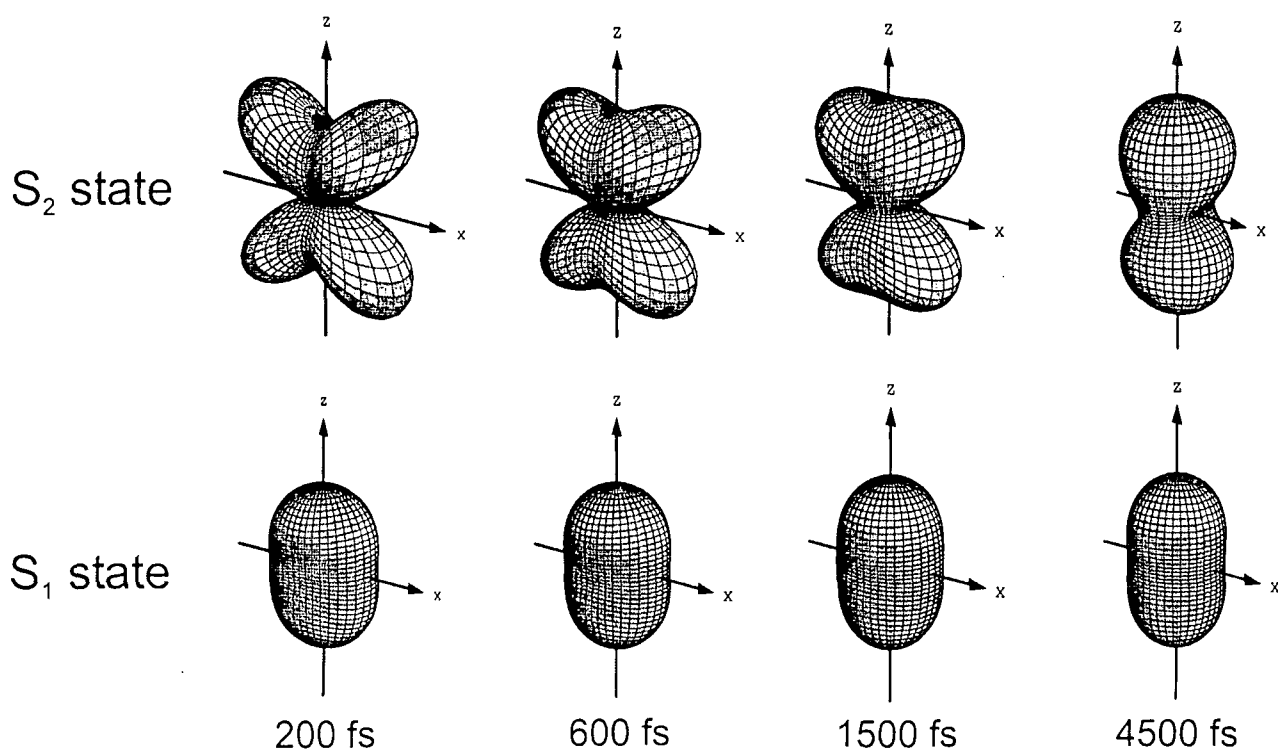 z z z z
S₂ state
x x x x
z z z z
S₁ state
x x x x
200 fs 600 fs 1500 fs 4500 fs